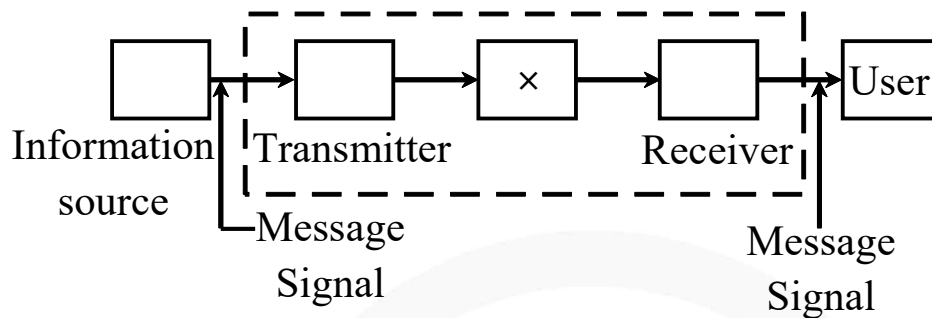 ×
User
Information
source
Transmitter
Receiver
Message
Signal
Message
Signal